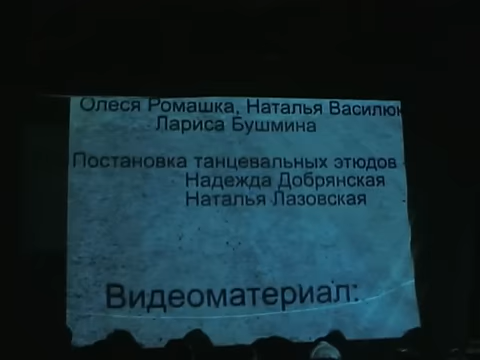 Олеся Ромашка, Наталья Василюк
Лариса Бушмина
Постановка танцевальных этюдов -
Надежда Добрянская
Наталья Лазовская
Видеоматериал: